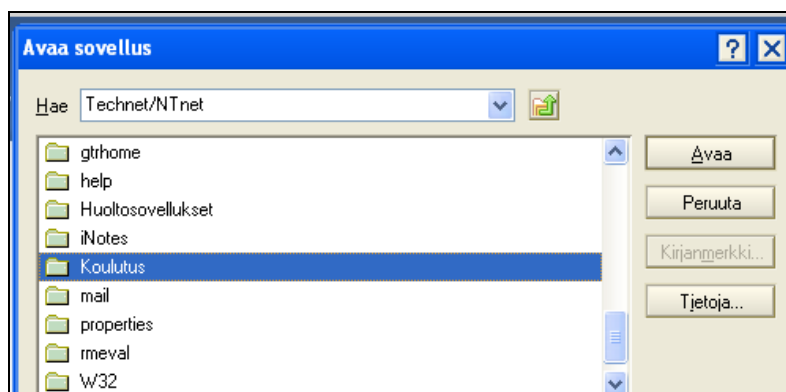 Avaa sovellus
Hae Technet/NTnet
gtrhome
help
Huoltosovellukset
iNotes
Koulutus
mail
properties
rmeval
W32
Avaa
Peruuta
Kirjanmerkki...
Tietoja...